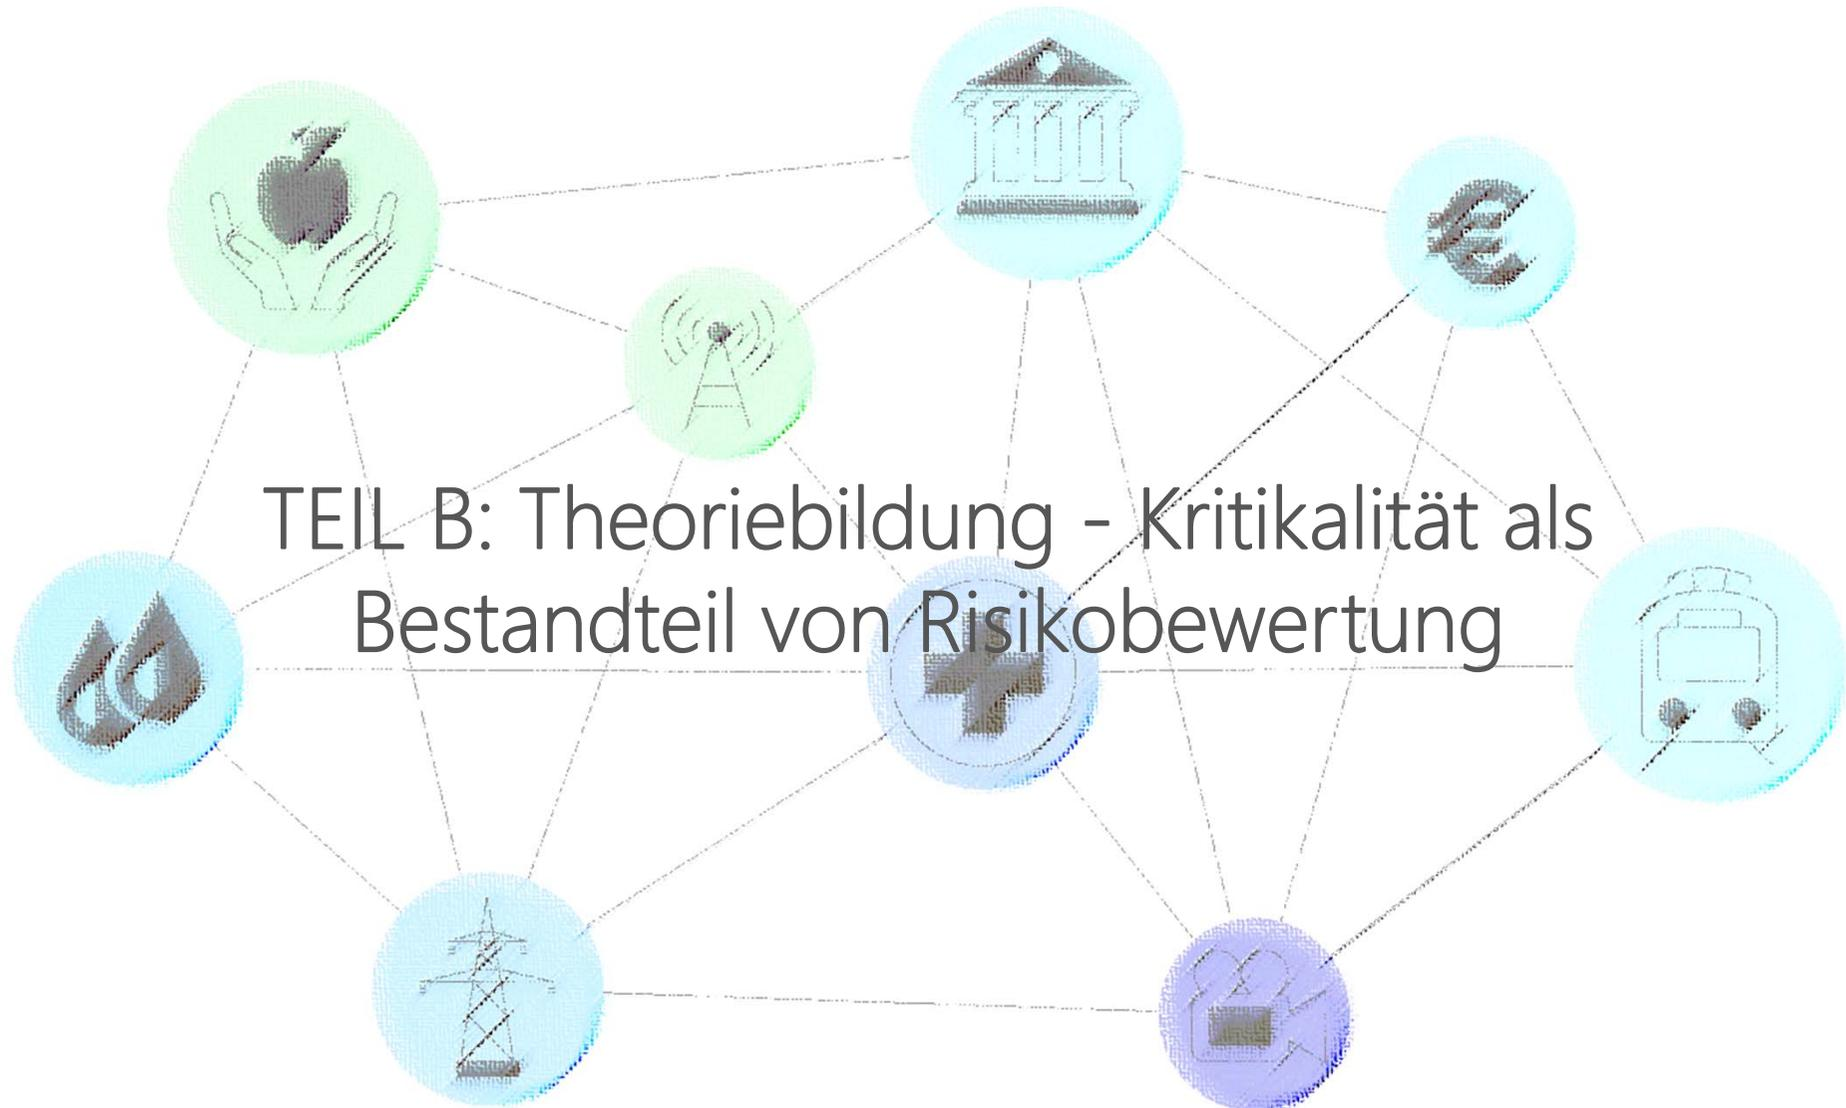 TEIL B: Theoriebildung - Kritikalität als
Bestandteil von Risikobewertung